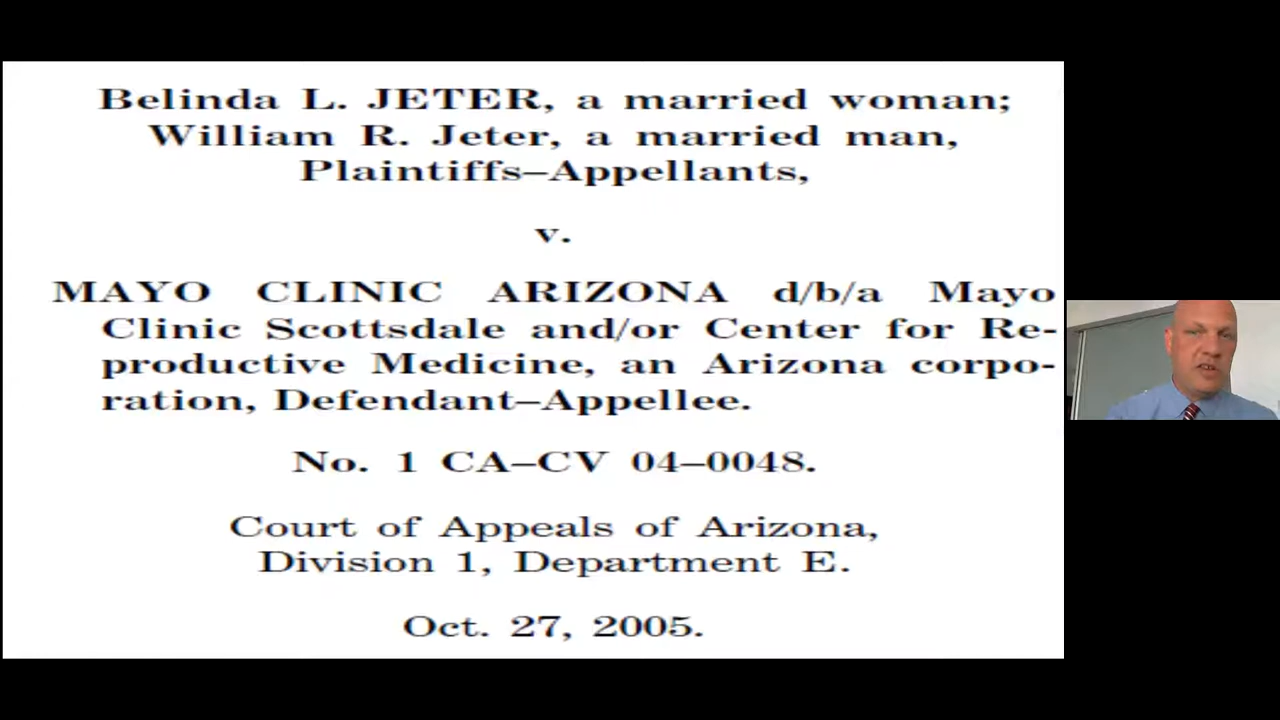 Belinda L. JETER, a married woman;
William R. Jeter, a married man,
Plaintiffs–Appellants,
v.
MAYO CLINIC ARIZONA d/b/a Mayo
Clinic Scottsdale and/or Center for Re-
productive Medicine, an Arizona corpo-
ration, Defendant–Appellee.
No. 1 CA–CV 04–0048.
Court of Appeals of Arizona,
Division 1, Department E.
Oct. 27, 2005.